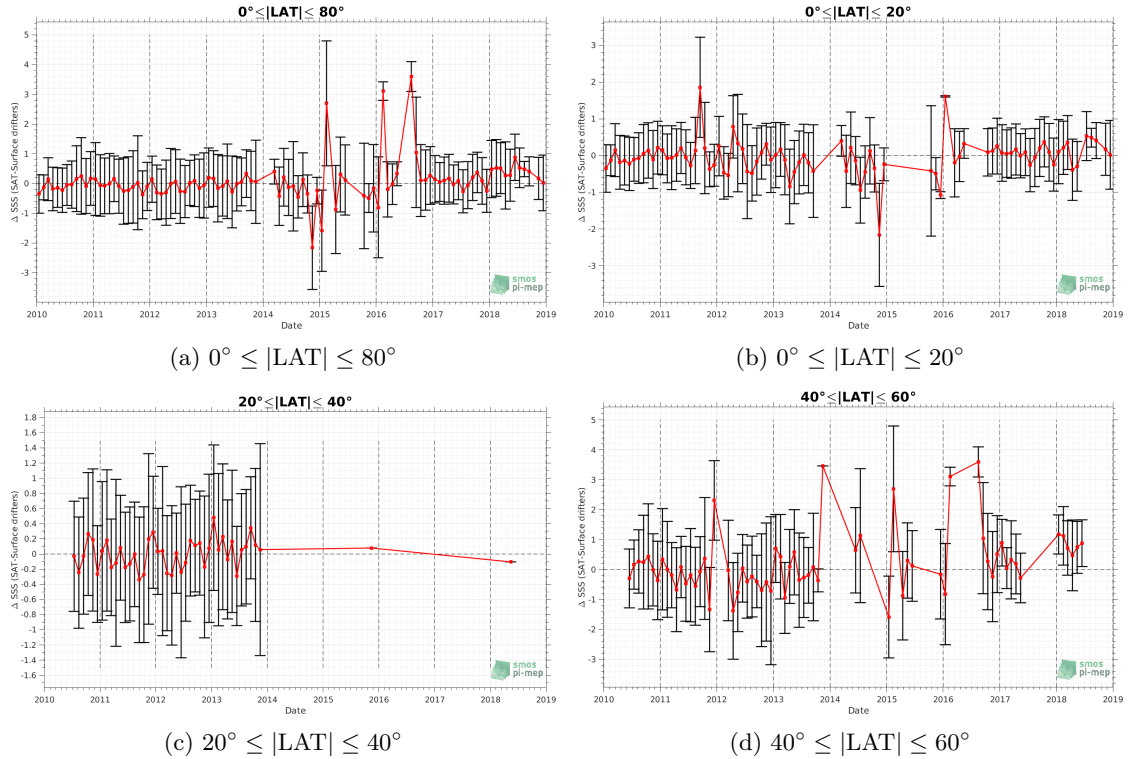 0°≤|LAT|≤ 80°
Δ SSS (SAT-Surface drifters)
5
4
3
2
1
0
-1
-2
-3
2010 2011 2012 2013 2014 2015 2016 2017 2018 2019
Date
smos
pi-mep
(a) 0° ≤ |LAT| ≤ 80°
0°≤|LAT|≤ 20°
Δ SSS (SAT-Surface drifters)
3
2
1
0
-1
-2
-3
2010 2011 2012 2013 2014 2015 2016 2017 2018 2019
Date
smos
pi-mep
(b) 0° ≤ |LAT| ≤ 20°
20°≤|LAT|≤ 40°
Δ SSS (SAT-Surface drifters)
1.8
1.6
1.4
1.2
1
0.8
0.6
0.4
0.2
0
-0.2
-0.4
-0.6
-0.8
-1
-1.2
-1.4
-1.6
2010 2011 2012 2013 2014 2015 2016 2017 2018 2019
Date
smos
pi-mep
(c) 20° ≤ |LAT| ≤ 40°
40°≤|LAT|≤ 60°
Δ SSS (SAT-Surface drifters)
5
4
3
2
1
0
-1
-2
-3
2010 2011 2012 2013 2014 2015 2016 2017 2018 2019
Date
smos
pi-mep
(d) 40° ≤ |LAT| ≤ 60°